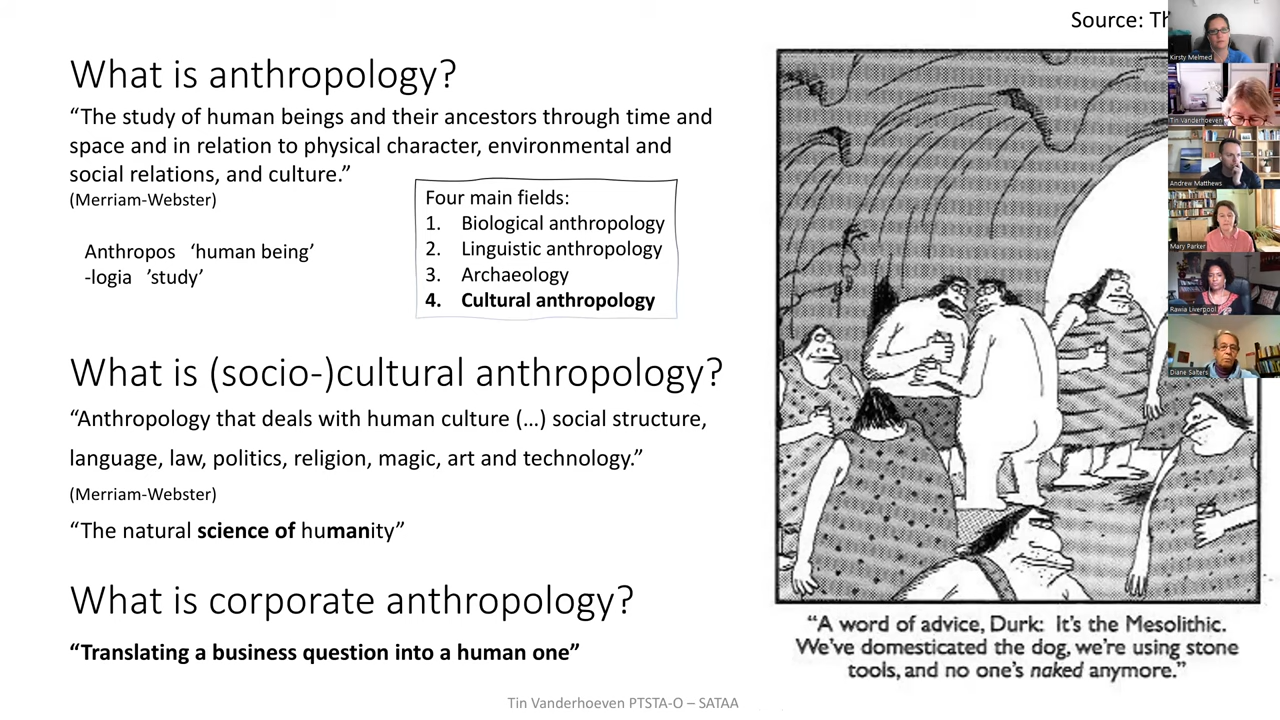 Source: Th
What is anthropology?
“The study of human beings and their ancestors through time and
space and in relation to physical character, environmental and
social relations, and culture.”
(Merriam-Webster)
Anthropos ‘human being’
-logia ’study’
Four main fields:
1. Biological anthropology
2. Linguistic anthropology
3. Archaeology
4. Cultural anthropology
What is (socio-)cultural anthropology?
“Anthropology that deals with human culture (…) social structure,
language, law, politics, religion, magic, art and technology.”
(Merriam-Webster)
“The natural science of humanity”
What is corporate anthropology?
“Translating a business question into a human one”
“A word of advice, Durk: It’s the Mesolithic.
We’ve domesticated the dog, we’re using stone
tools, and no one’s naked anymore.”
Tin Vanderhoeven PTSTA-O – SATAA
Kirsty Melmed
Tin Vanderhoeven
Andrew Matthews
Mary Parker
Rawia Liverpool
Diane Salters